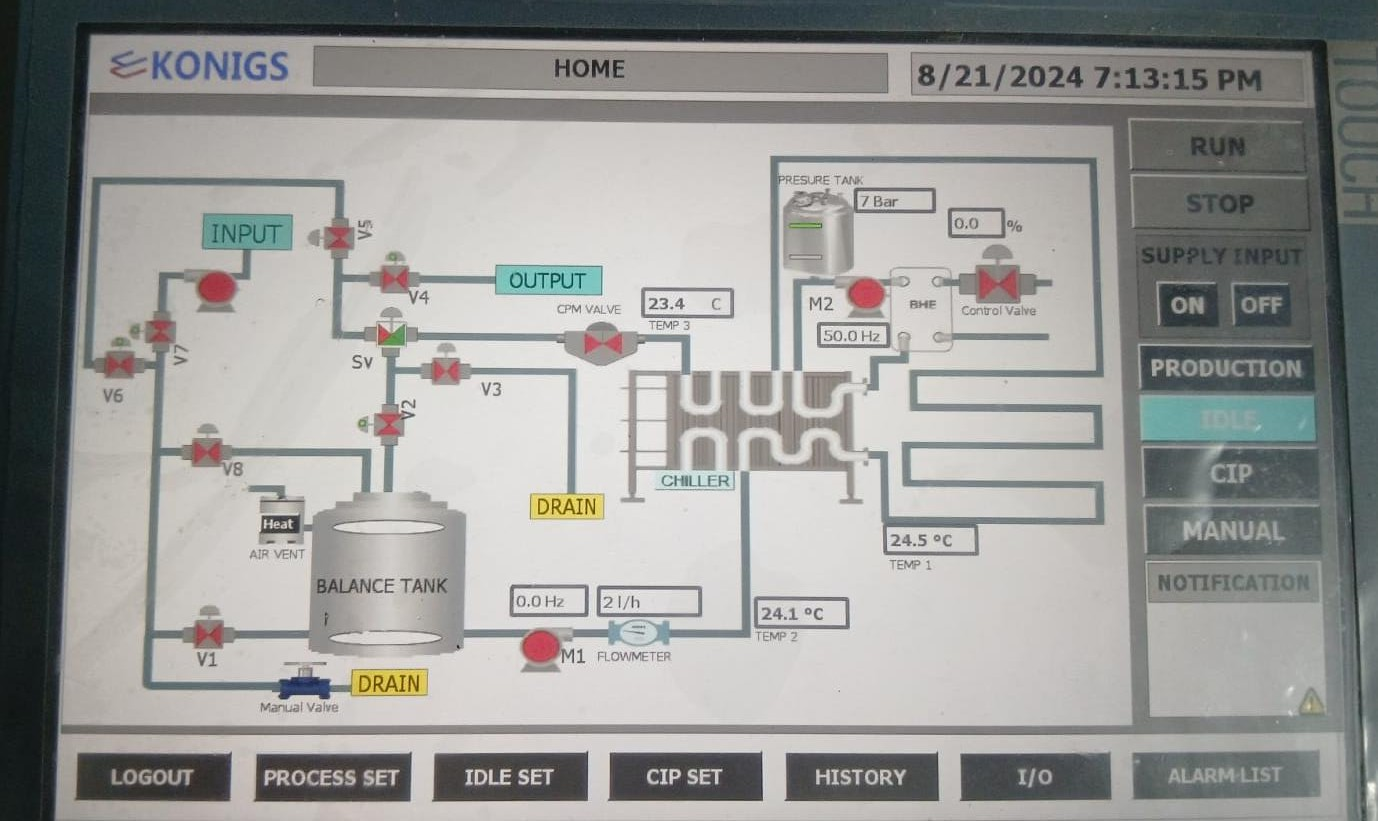 KONIGS
HOME
8/21/2024 7:13:15 PM
TOUCH
RUN
STOP
SUPPLY INPUT
ON
OFF
PRODUCTION
IDLE
CIP
MANUAL
NOTIFICATION
INPUT
V5
V4
OUTPUT
CPM VALVE
23.4 C
TEMP 3
PRESURE TANK
7 Bar
0.0 %
M2
BHE
Control Valve
50.0 Hz
V7
V6
Sv
V3
V2
V8
Heat
AIR VENT
DRAIN
CHILLER
24.5 °C
TEMP 1
BALANCE TANK
0.0 Hz
2 l/h
M1
FLOWMETER
24.1 °C
TEMP 2
V1
DRAIN
Manual Valve
LOGOUT
PROCESS SET
IDLE SET
CIP SET
HISTORY
I/O
ALARM LIST